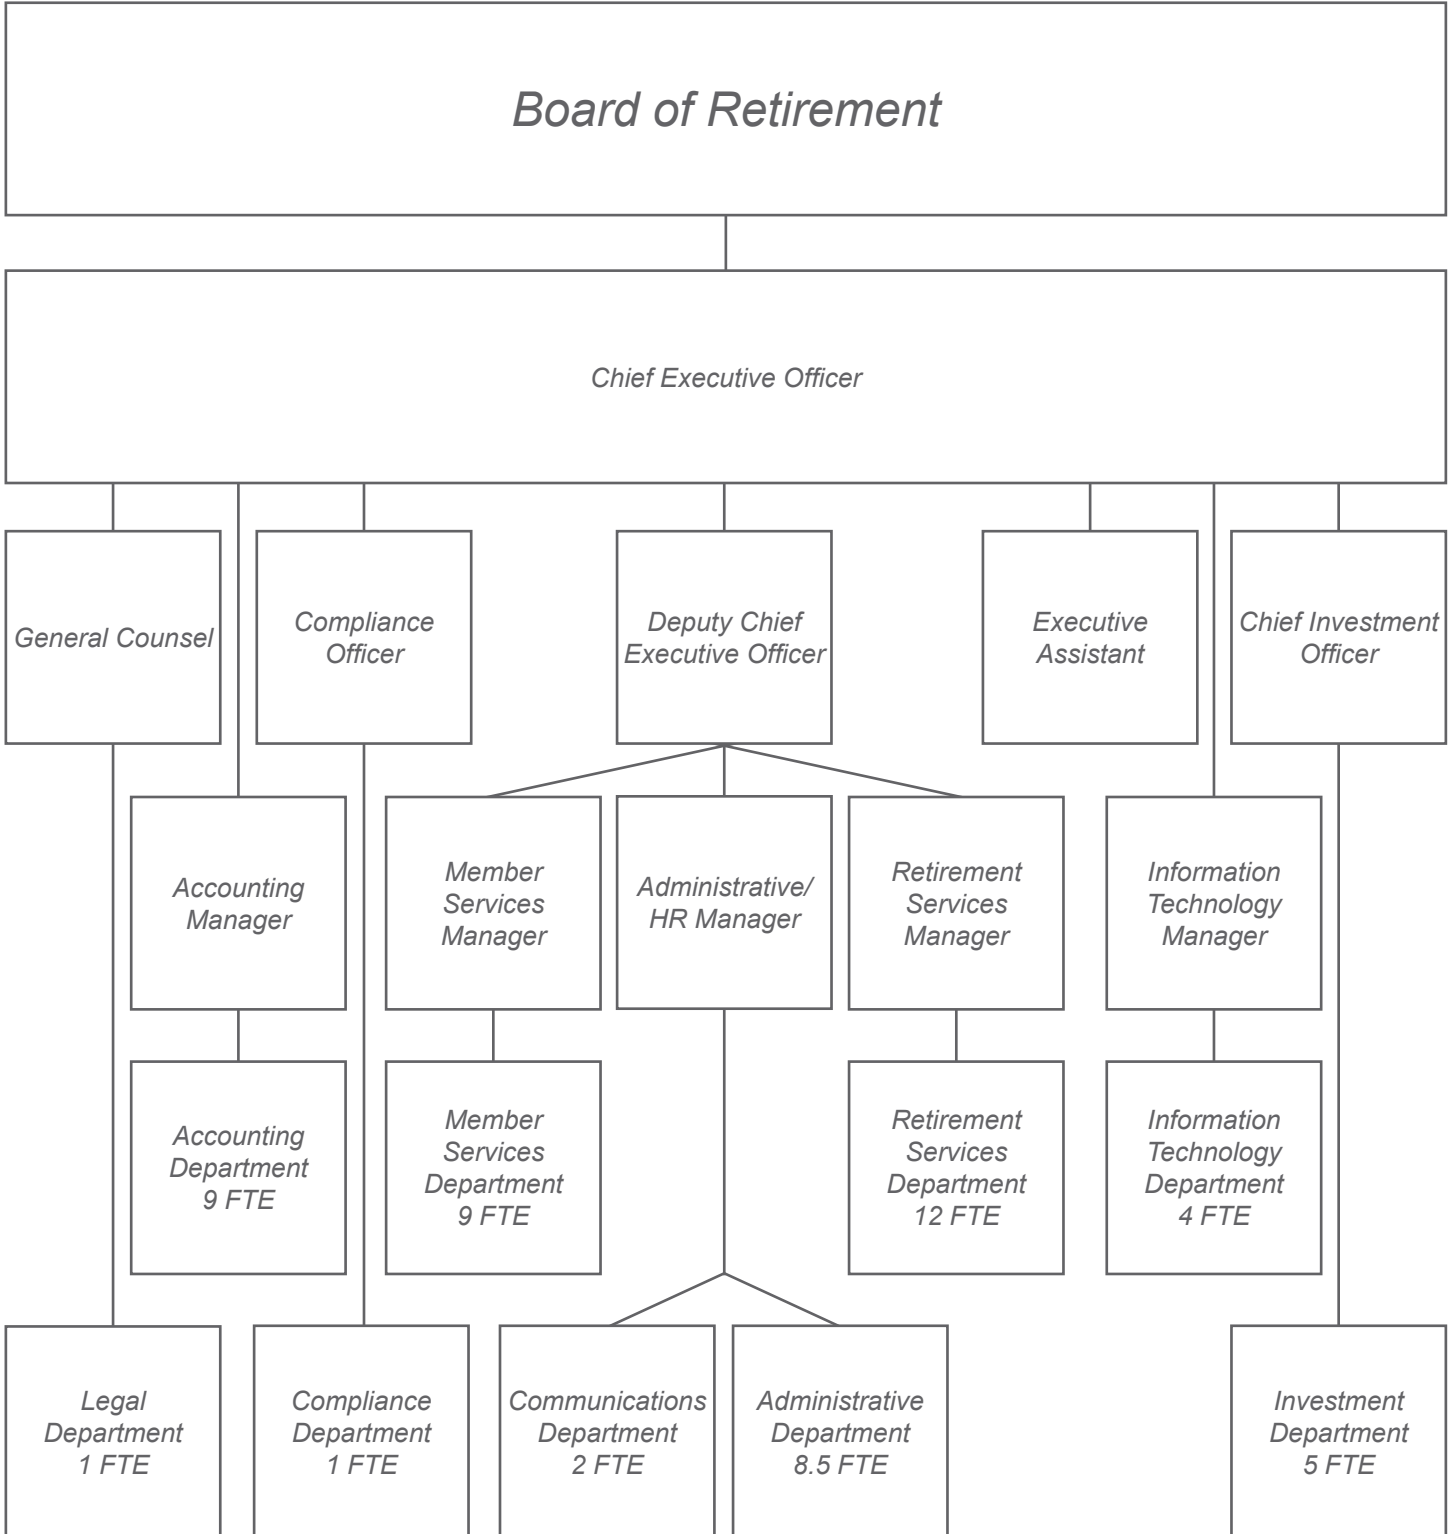 Board of Retirement
Chief Executive Officer
General Counsel
Compliance
Officer
Deputy Chief
Executive Officer
Executive
Assistant
Chief Investment
Officer
Accounting
Manager
Member
Services
Manager
Administrative/
HR Manager
Retirement
Services
Manager
Information
Technology
Manager
Accounting
Department
9 FTE
Member
Services
Department
9 FTE
Retirement
Services
Department
12 FTE
Information
Technology
Department
4 FTE
Legal
Department
1 FTE
Compliance
Department
1 FTE
Communications
Department
2 FTE
Administrative
Department
8.5 FTE
Investment
Department
5 FTE